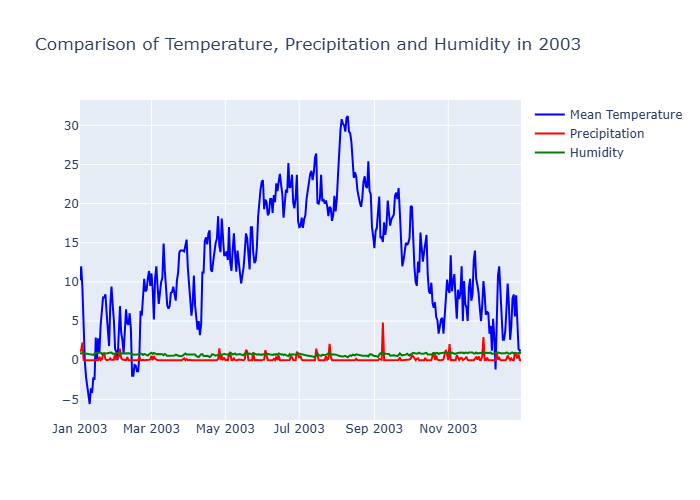 Comparison of Temperature, Precipitation and Humidity in 2003
Mean Temperature
Precipitation
Humidity
30
25
20
15
10
5
0
−5
Jan 2003 Mar 2003 May 2003 Jul 2003 Sep 2003 Nov 2003